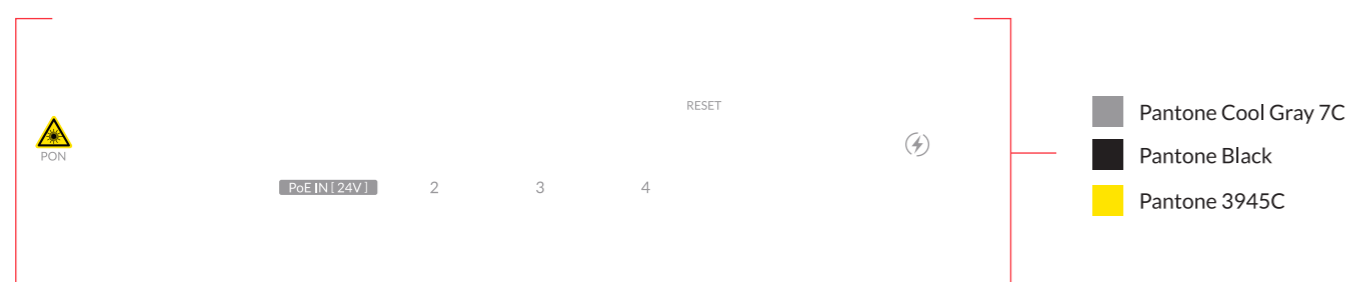 RESET
PON
PoE IN [ 24V ] 2 3 4
Pantone Cool Gray 7C
Pantone Black
Pantone 3945C